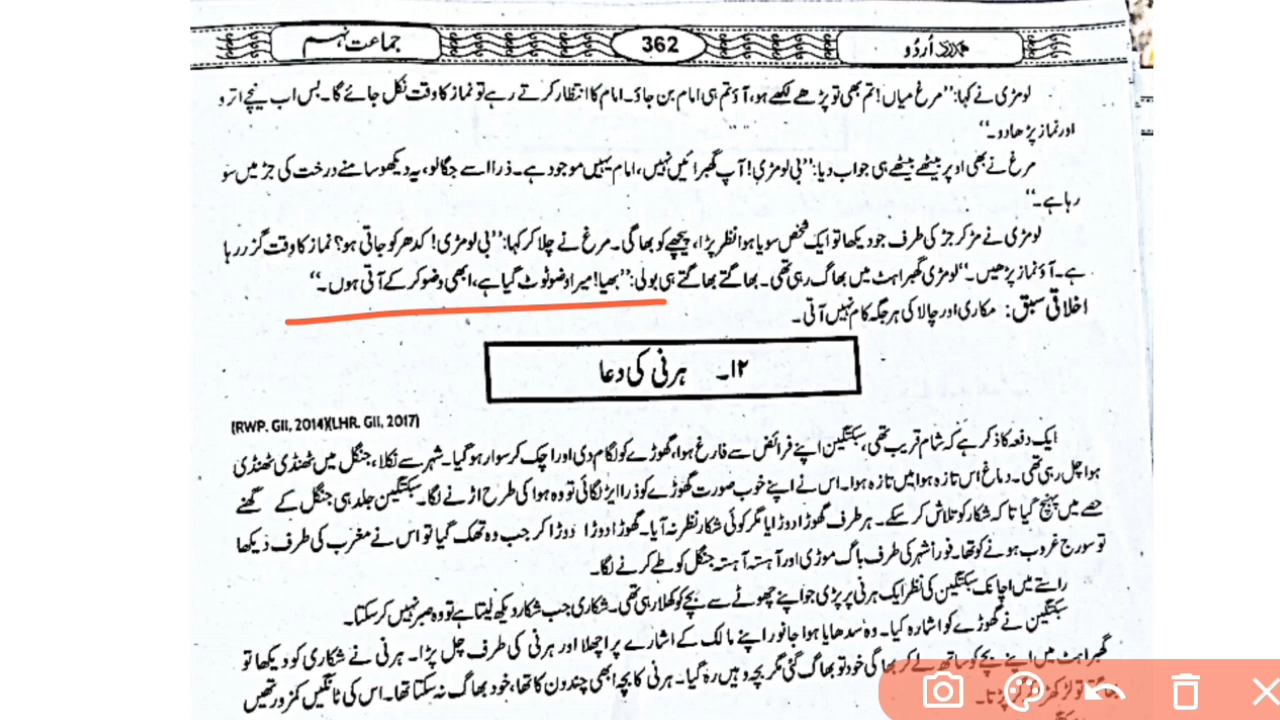 جماعت نہم 362 اُردُو
لومڑی نے کہا: ’’مرغ میاں! تم بھی تو پڑھے لکھے ہو، آؤ تم ہی امام بن جاؤ۔ امام کا انتظار کرتے رہے تو نماز کا وقت نکل جائے گا۔ بس اب نیچے اترو
اور نماز پڑھا دو۔‘‘
مرغ نے بھی اوپر بیٹھے بیٹھے ہی جواب دیا: ’’بی لومڑی! آپ گھبرائیں نہیں، امام یہیں موجود ہے۔ ذرا اسے جگا لو، یہ دیکھو سامنے درخت کی جڑ میں سو
رہا ہے۔‘‘
لومڑی نے مڑ کر جڑ کی طرف جو دیکھا تو ایک شخص سویا ہوا نظر پڑا، پیچھے کو بھاگی۔ مرغ نے چلا کر کہا: ’’بی لومڑی! کدھر کو جاتی ہو؟ نماز کا وقت گزر رہا
ہے۔ آؤ نماز پڑھیں۔‘‘ لومڑی گھبراہٹ میں بھاگ رہی تھی۔ بھاگتے بھاگتے ہی بولی: ’’بھیا! میرا وضو ٹوٹ گیا ہے، ابھی وضو کر کے آتی ہوں۔‘‘
اخلاقی سبق: مکاری اور چالاکی ہر جگہ کام نہیں آتی۔
۱۲۔ ہرنی کی دعا
(RWP. GII, 2014)(LHR. GII, 2017)
ایک دفعہ کا ذکر ہے کہ شام قریب تھی، سبکتگین اپنے فرائض سے فارغ ہوا، گھوڑے کو لگام دی اور اچک کر سوار ہو گیا۔ شہر سے نکلا، جنگل میں ٹھنڈی ٹھنڈی
ہوا چل رہی تھی۔ دماغ اس تازہ ہوا میں تازہ ہوا۔ اس نے اپنے خوب صورت گھوڑے کو ذرا ایڑ لگائی تو وہ ہوا کی طرح اڑنے لگا۔ سبکتگین جلد ہی جنگل کے گھنے
حصے میں پہنچ گیا تاکہ شکار کو تلاش کر سکے۔ ہر طرف گھوڑا دوڑایا مگر کوئی شکار نظر نہ آیا۔ گھوڑا دوڑا دوڑا کر جب وہ تھک گیا تو اس نے مغرب کی طرف دیکھا
تو سورج غروب ہونے کو تھا۔ فوراً شہر کی طرف باگ موڑی اور آہستہ آہستہ جنگل کو طے کرنے لگا۔
راستے میں اچانک سبکتگین کی نظر ایک ہرنی پر پڑی جو اپنے چھوٹے سے بچے کو کھلا رہی تھی۔ شکاری جب شکار دیکھ لیتا ہے تو وہ صبر نہیں کر سکتا۔
سبکتگین نے گھوڑے کو اشارہ کیا۔ وہ سدھایا ہوا جانور اپنے مالک کے اشارے پر اچھلا اور ہرنی کی طرف چل پڑا۔ ہرنی نے شکاری کو دیکھا تو
گھبراہٹ میں اپنے بچے کو ساتھ لے کر بھاگی خود تو بھاگ گئی مگر بچہ وہیں رہ گیا۔ ہرنی کا بچہ ابھی چند دن کا تھا، خود بھاگ نہ سکتا تھا۔ اس کی ٹانگیں کمزور تھیں